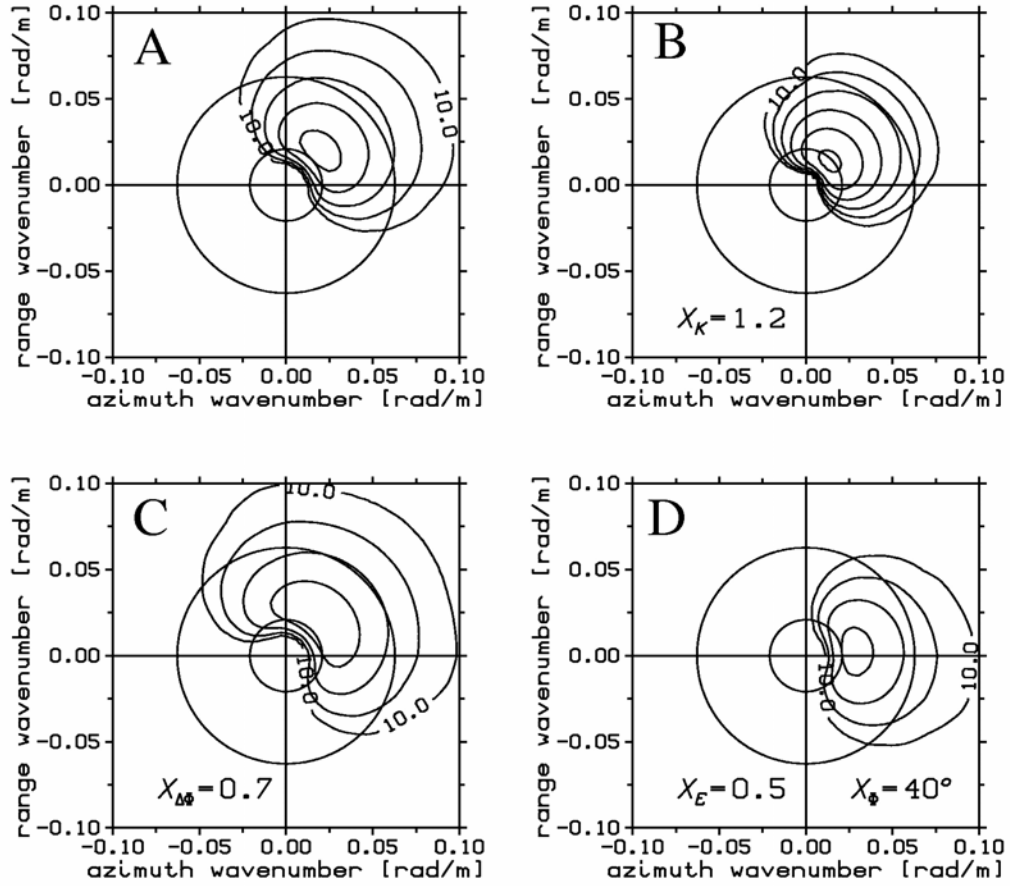 A
range wavenumber [rad/m]
0.10
0.05
0.00
-0.05
-0.10
10.0
10.0
-0.10 -0.05 0.00 0.05 0.10
azimuth wavenumber [rad/m]
B
range wavenumber [rad/m]
0.10
0.05
0.00
-0.05
-0.10
10.0
X_K=1.2
-0.10 -0.05 0.00 0.05 0.10
azimuth wavenumber [rad/m]
C
range wavenumber [rad/m]
0.10
0.05
0.00
-0.05
-0.10
10.0
10.0
10.0
X_ΔΦ=0.7
-0.10 -0.05 0.00 0.05 0.10
azimuth wavenumber [rad/m]
D
range wavenumber [rad/m]
0.10
0.05
0.00
-0.05
-0.10
10.0
10.0
X_E=0.5 X_Φ=40°
-0.10 -0.05 0.00 0.05 0.10
azimuth wavenumber [rad/m]